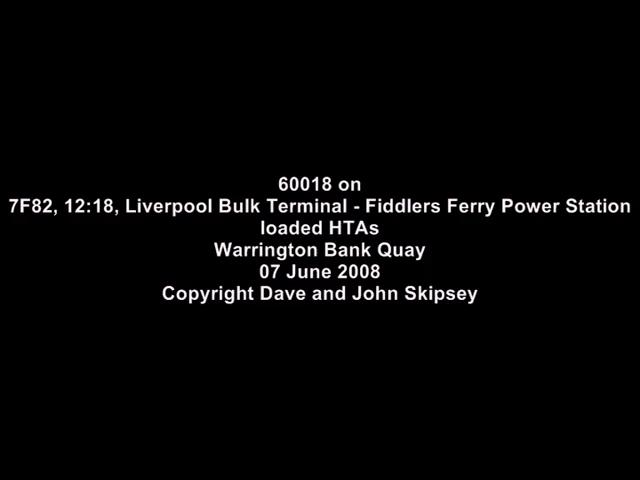 60018 on
7F82, 12:18, Liverpool Bulk Terminal - Fiddlers Ferry Power Station
loaded HTAs
Warrington Bank Quay
07 June 2008
Copyright Dave and John Skipsey